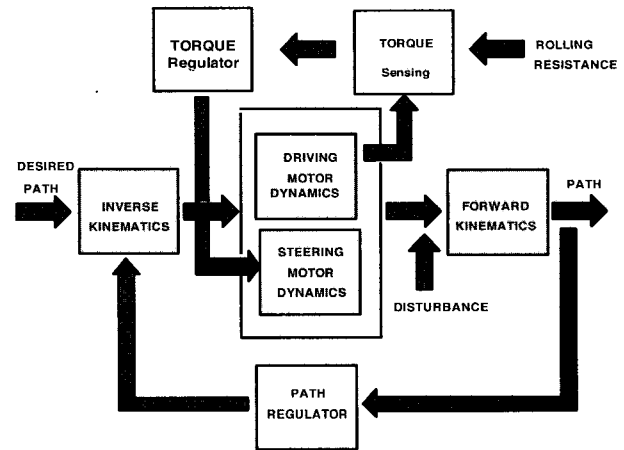 TORQUE
Regulator
TORQUE
Sensing
ROLLING
RESISTANCE
DESIRED
PATH
INVERSE
KINEMATICS
DRIVING
MOTOR
DYNAMICS
STEERING
MOTOR
DYNAMICS
FORWARD
KINEMATICS
PATH
DISTURBANCE
PATH
REGULATOR